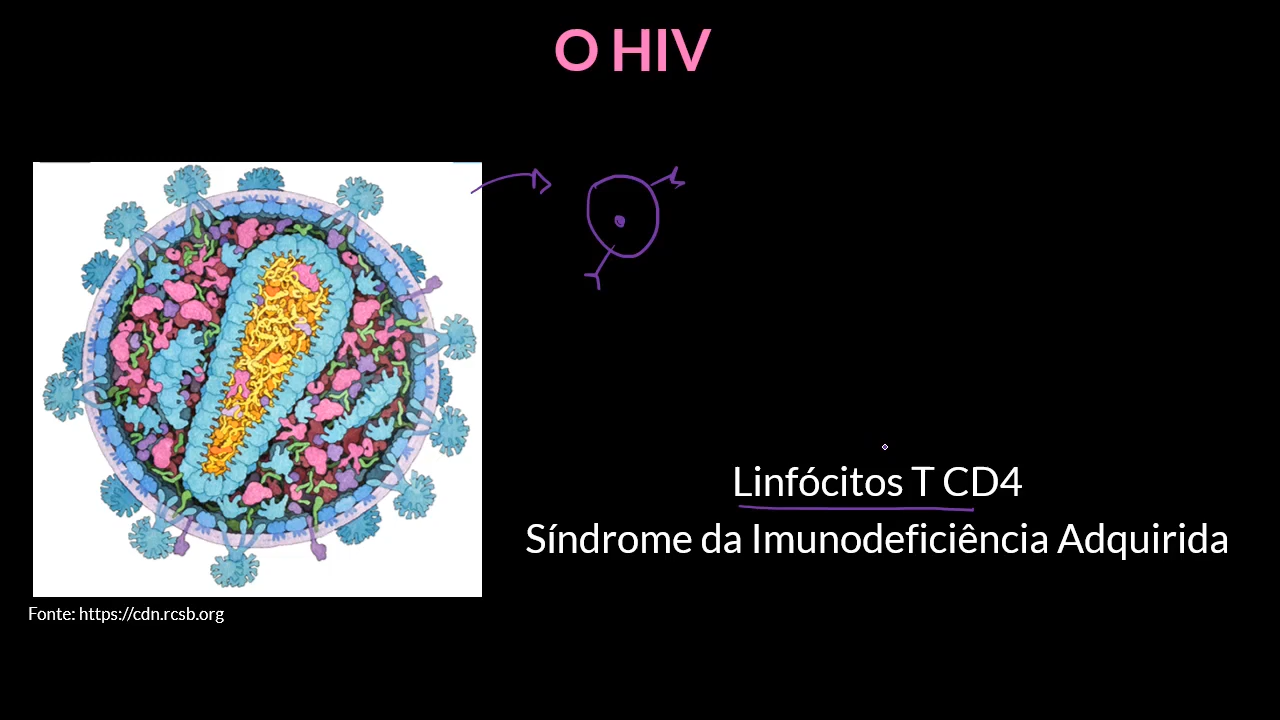 O HIV
Linfócitos T CD4
Síndrome da Imunodeficiência Adquirida
Fonte: https://cdn.rcsb.org